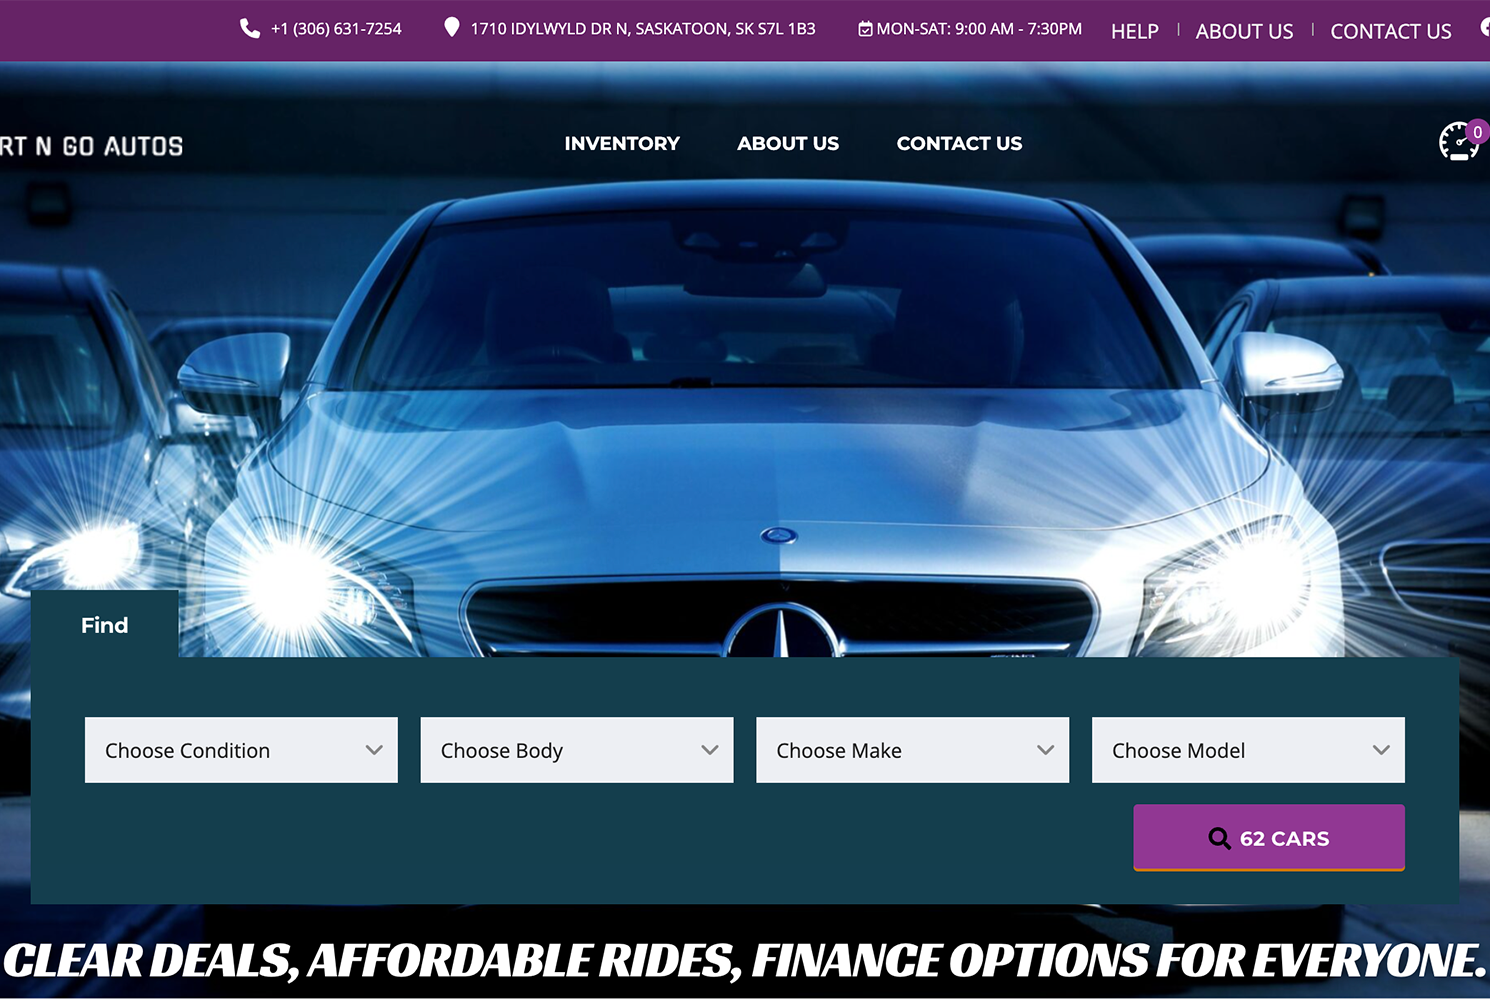 +1 (306) 631-7254
1710 IDYLWYLD DR N, SASKATOON, SK S7L 1B3
MON-SAT: 9:00 AM - 7:30PM
HELP
ABOUT US
CONTACT US
RT N GO AUTOS
INVENTORY
ABOUT US
CONTACT US
0
Find
Choose Condition
Choose Body
Choose Make
Choose Model
62 CARS
CLEAR DEALS, AFFORDABLE RIDES, FINANCE OPTIONS FOR EVERYONE.